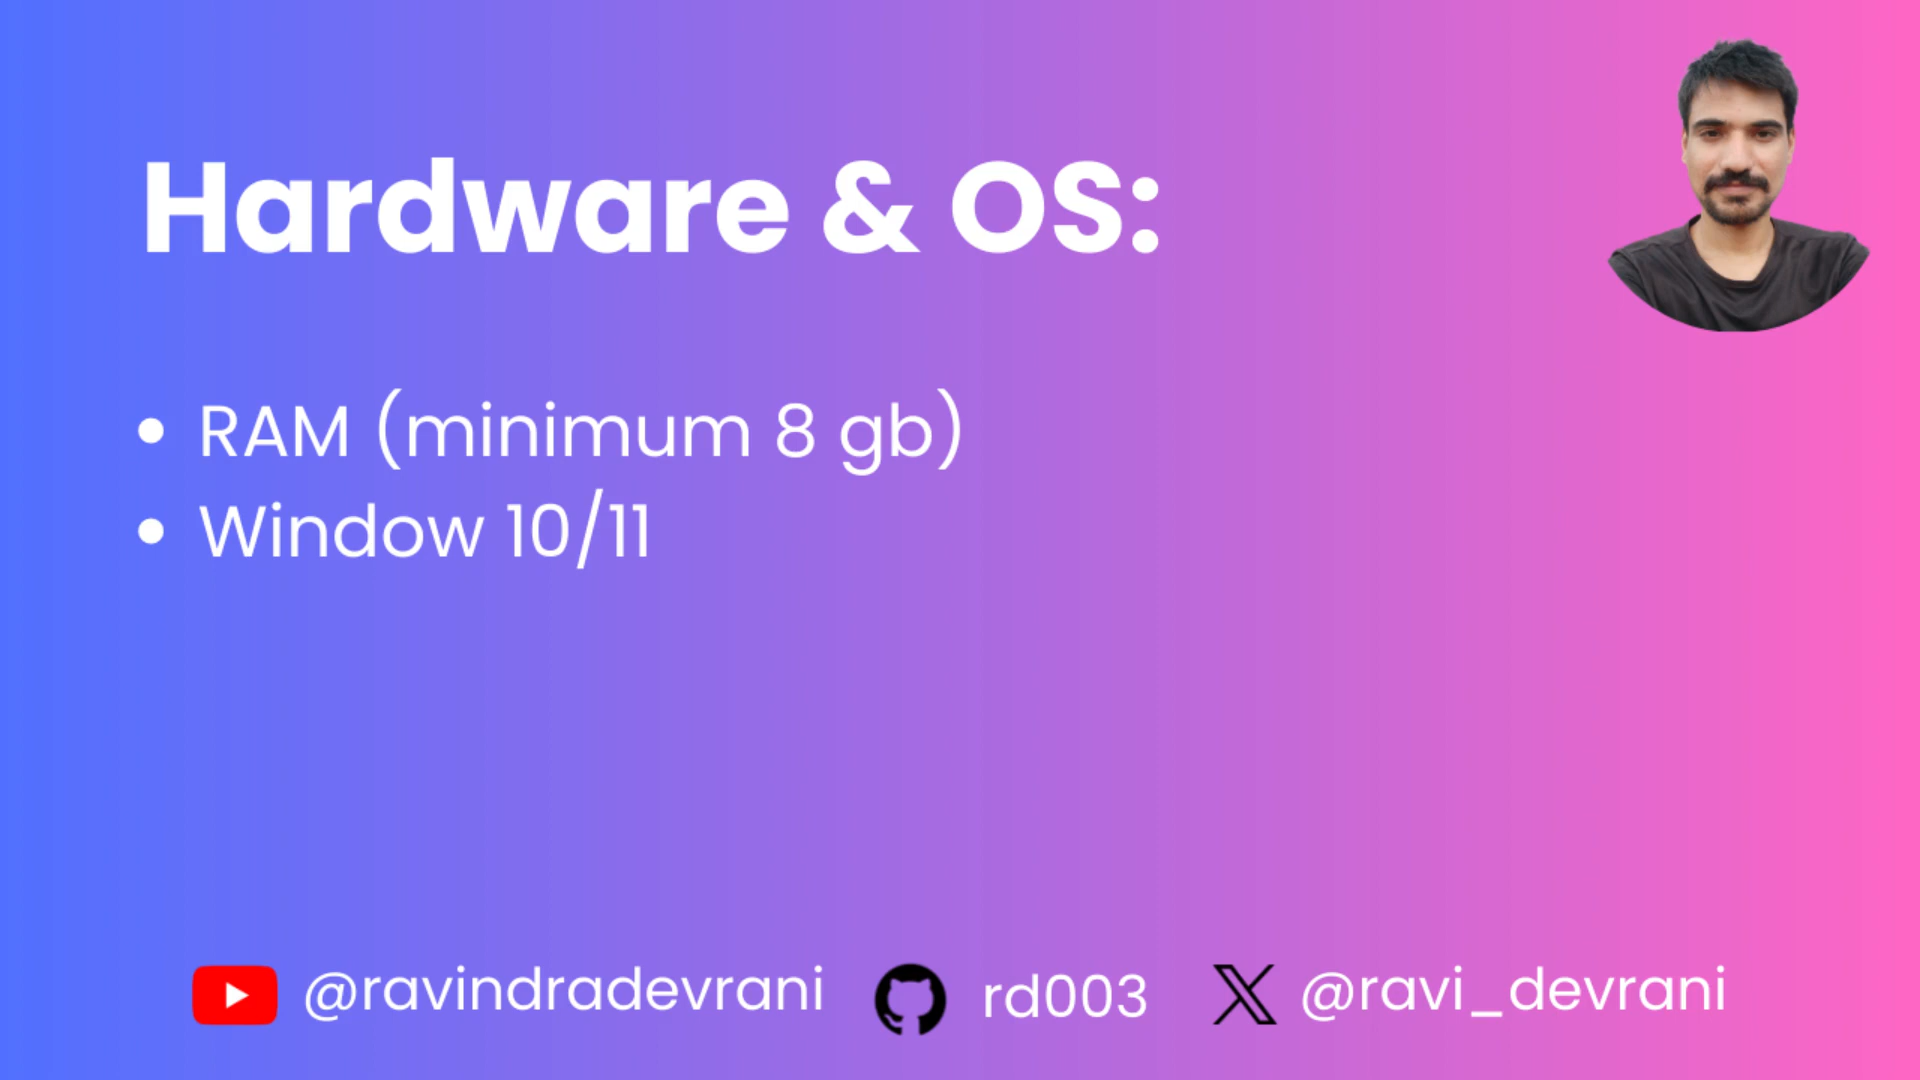 Hardware & OS:
• RAM (minimum 8 gb)
• Window 10/11
@ravindradevrani rd003 @ravi_devrani